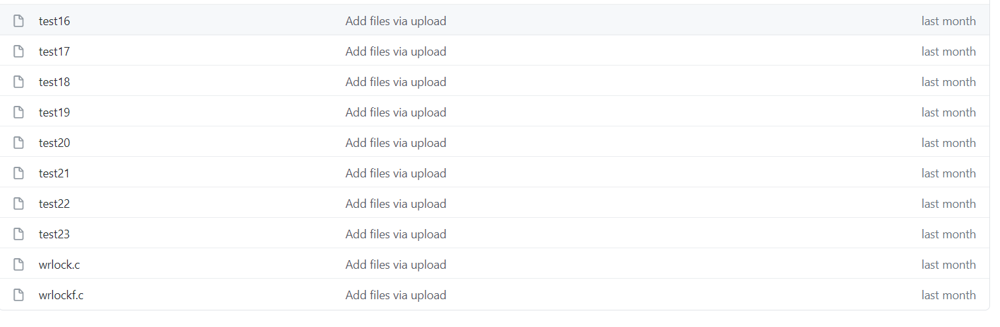 test16 Add files via upload last month
test17 Add files via upload last month
test18 Add files via upload last month
test19 Add files via upload last month
test20 Add files via upload last month
test21 Add files via upload last month
test22 Add files via upload last month
test23 Add files via upload last month
wrlock.c Add files via upload last month
wrlockf.c Add files via upload last month